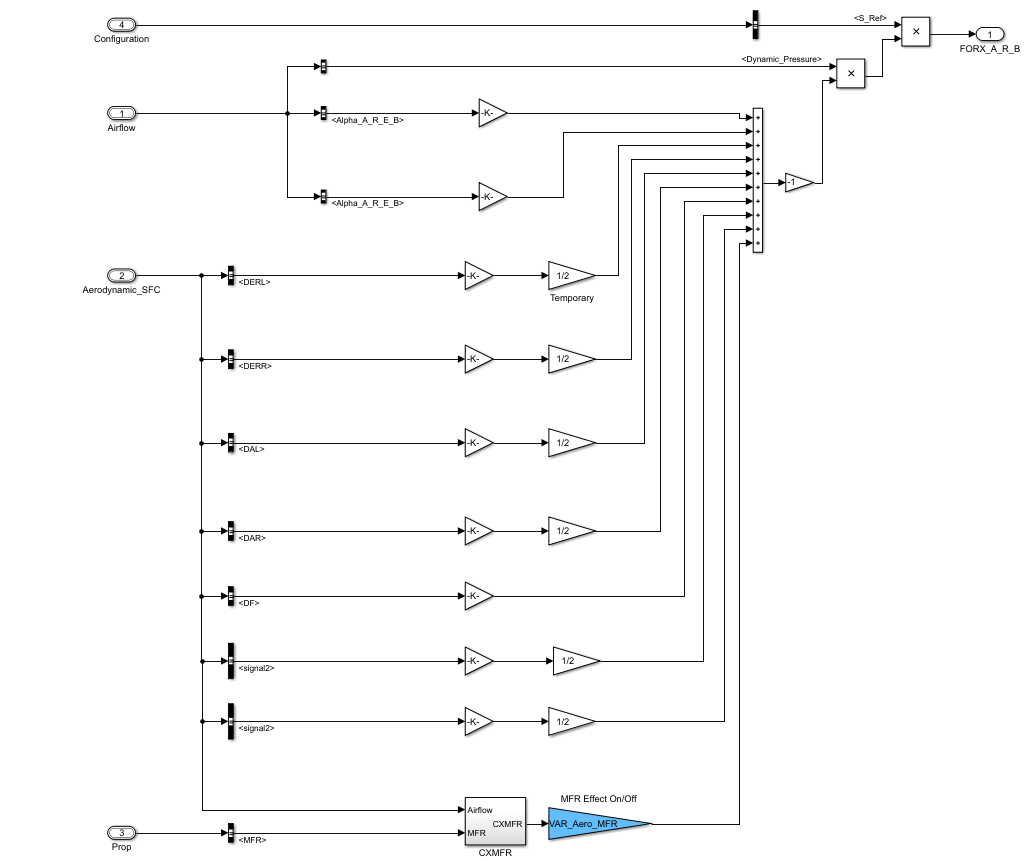 4
Configuration
<S_Ref>
×
1
FORX_A_R_B
<Dynamic_Pressure>
×
1
Airflow
<Alpha_A_R_E_B>
-K-
+
+
+
+
+
+
+
+
+
+
-1
<Alpha_A_R_E_B>
-K-
2
Aerodynamic_SFC
<DERL>
-K-
1/2
Temporary
<DERR>
-K-
1/2
<DAL>
-K-
1/2
<DAR>
-K-
1/2
<DF>
-K-
<signal2>
-K-
1/2
<signal2>
-K-
1/2
MFR Effect On/Off
Airflow
CXMFR
MFR
VAR_Aero_MFR
CXMFR
3
Prop
<MFR>